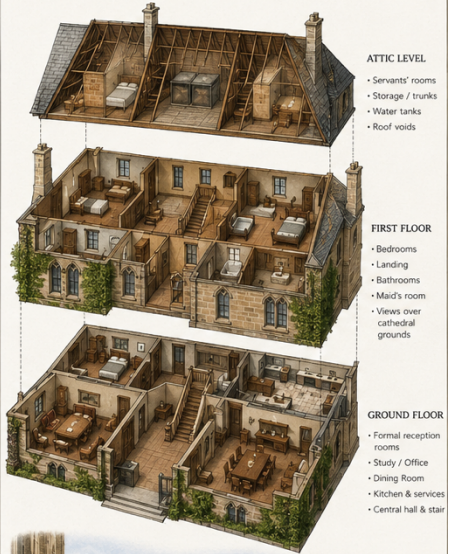 ATTIC LEVEL
• Servants' rooms
• Storage / trunks
• Water tanks
• Roof voids
FIRST FLOOR
• Bedrooms
• Landing
• Bathrooms
• Maid's room
• Views over
cathedral
grounds
GROUND FLOOR
• Formal reception
rooms
• Study / Office
• Dining Room
• Kitchen & services
• Central hall & stair